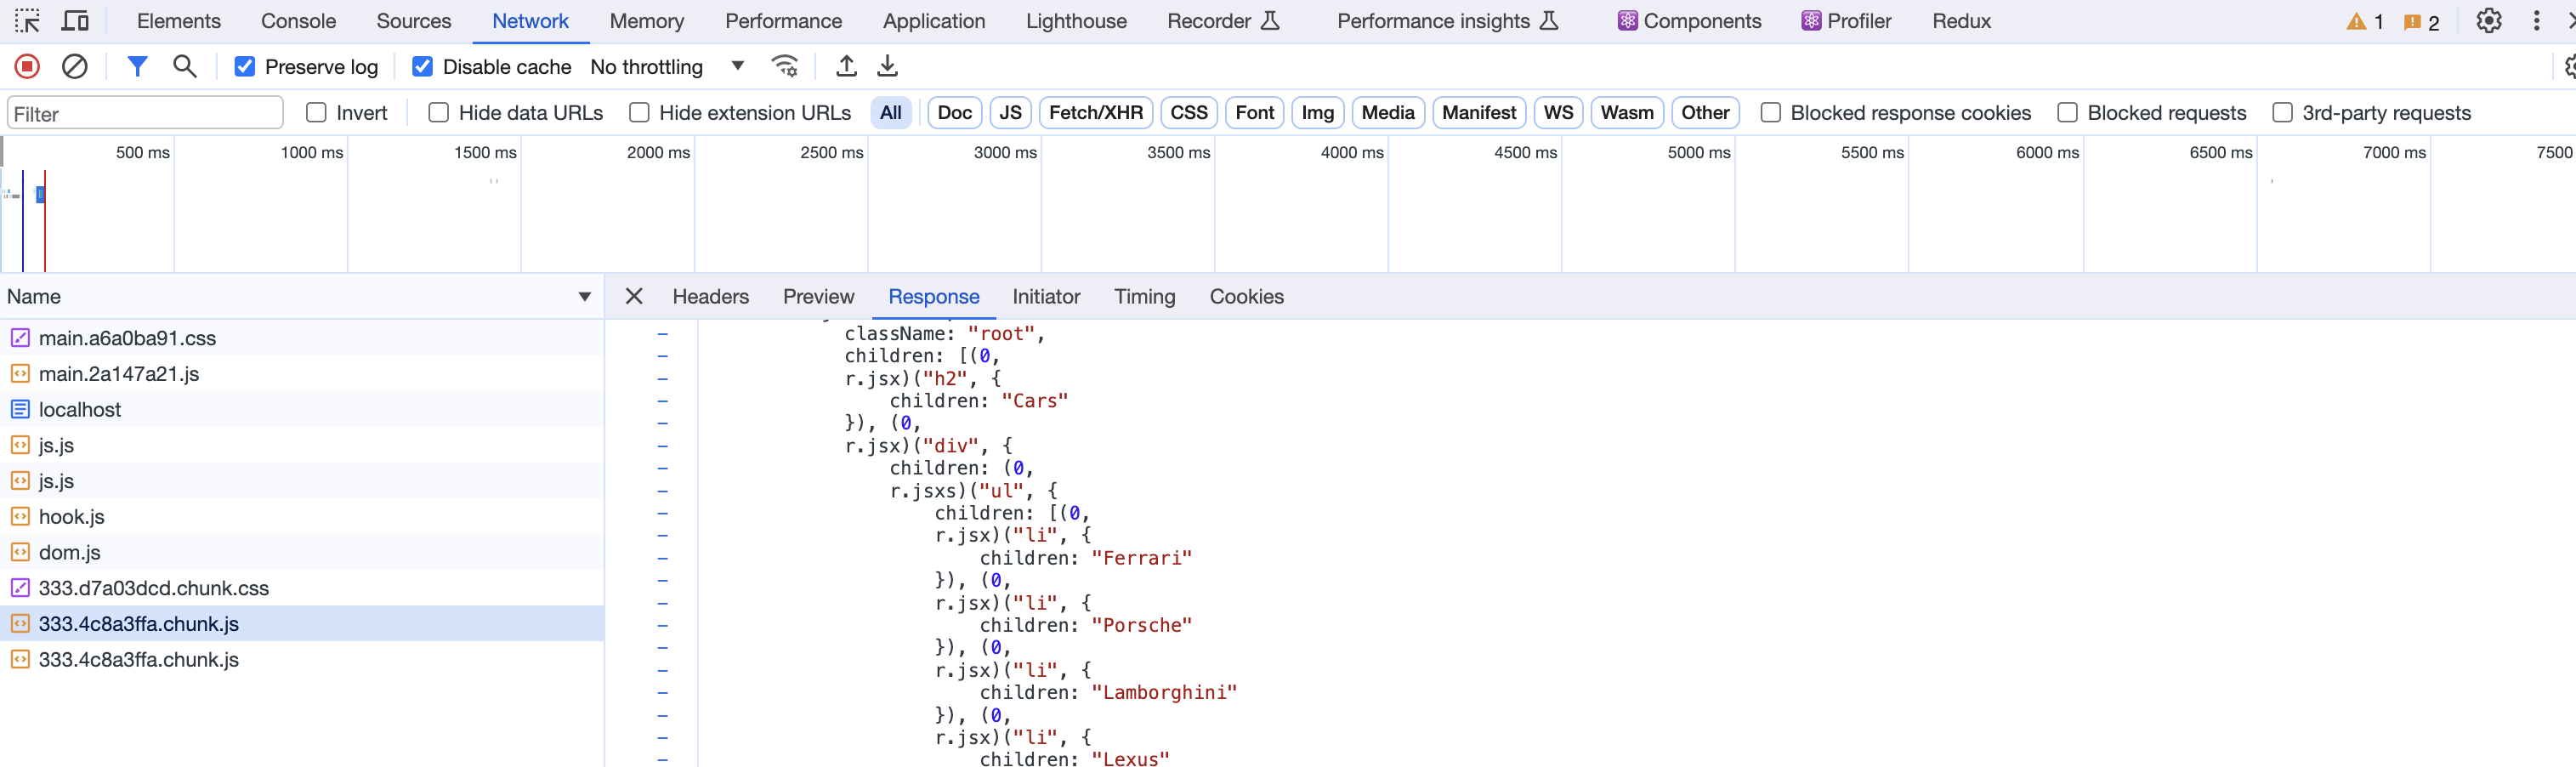 Elements Console Sources Network Memory Performance Application Lighthouse Recorder Performance insights Components Profiler Redux 1 2
Preserve log Disable cache No throttling
Filter Invert Hide data URLs Hide extension URLs All Doc JS Fetch/XHR CSS Font Img Media Manifest WS Wasm Other Blocked response cookies Blocked requests 3rd-party requests
500 ms 1000 ms 1500 ms 2000 ms 2500 ms 3000 ms 3500 ms 4000 ms 4500 ms 5000 ms 5500 ms 6000 ms 6500 ms 7000 ms 7500
Name
main.a6a0ba91.css
main.2a147a21.js
localhost
js.js
js.js
hook.js
dom.js
333.d7a03dcd.chunk.css
333.4c8a3ffa.chunk.js
333.4c8a3ffa.chunk.js
Headers Preview Response Initiator Timing Cookies
- className: "root",
- children: [(0,
- r.jsx)("h2", {
- children: "Cars"
- }), (0,
- r.jsx)("div", {
- children: (0,
- r.jsxs)("ul", {
- children: [(0,
- r.jsx)("li", {
- children: "Ferrari"
- }), (0,
- r.jsx)("li", {
- children: "Porsche"
- }), (0,
- r.jsx)("li", {
- children: "Lamborghini"
- }), (0,
- r.jsx)("li", {
- children: "Lexus"